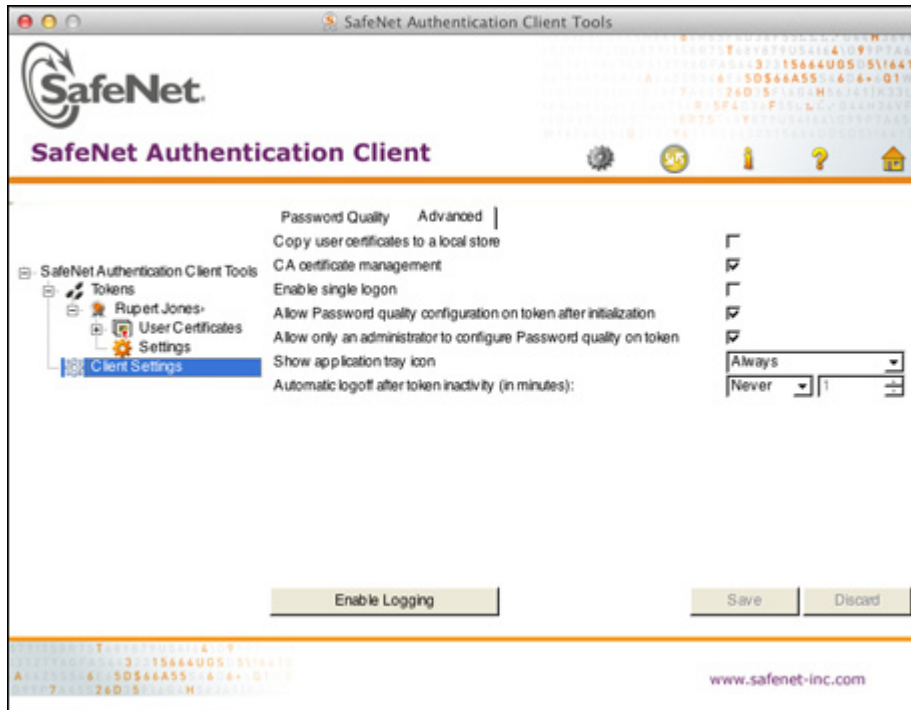 SafeNet Authentication Client Tools
SafeNet.
SafeNet Authentication Client
Password Quality Advanced
Copy user certificates to a local store
CA certificate management
Enable single logon
Allow Password quality configuration on token after initialization
Allow only an administrator to configure Password quality on token
Show application tray icon
Always
Automatic logoff after token inactivity (in minutes):
Never
1
SafeNet Authentication Client Tools
Tokens
Rupert Jones
User Certificates
Settings
Client Settings
Enable Logging
Save
Discard
www.safenet-inc.com